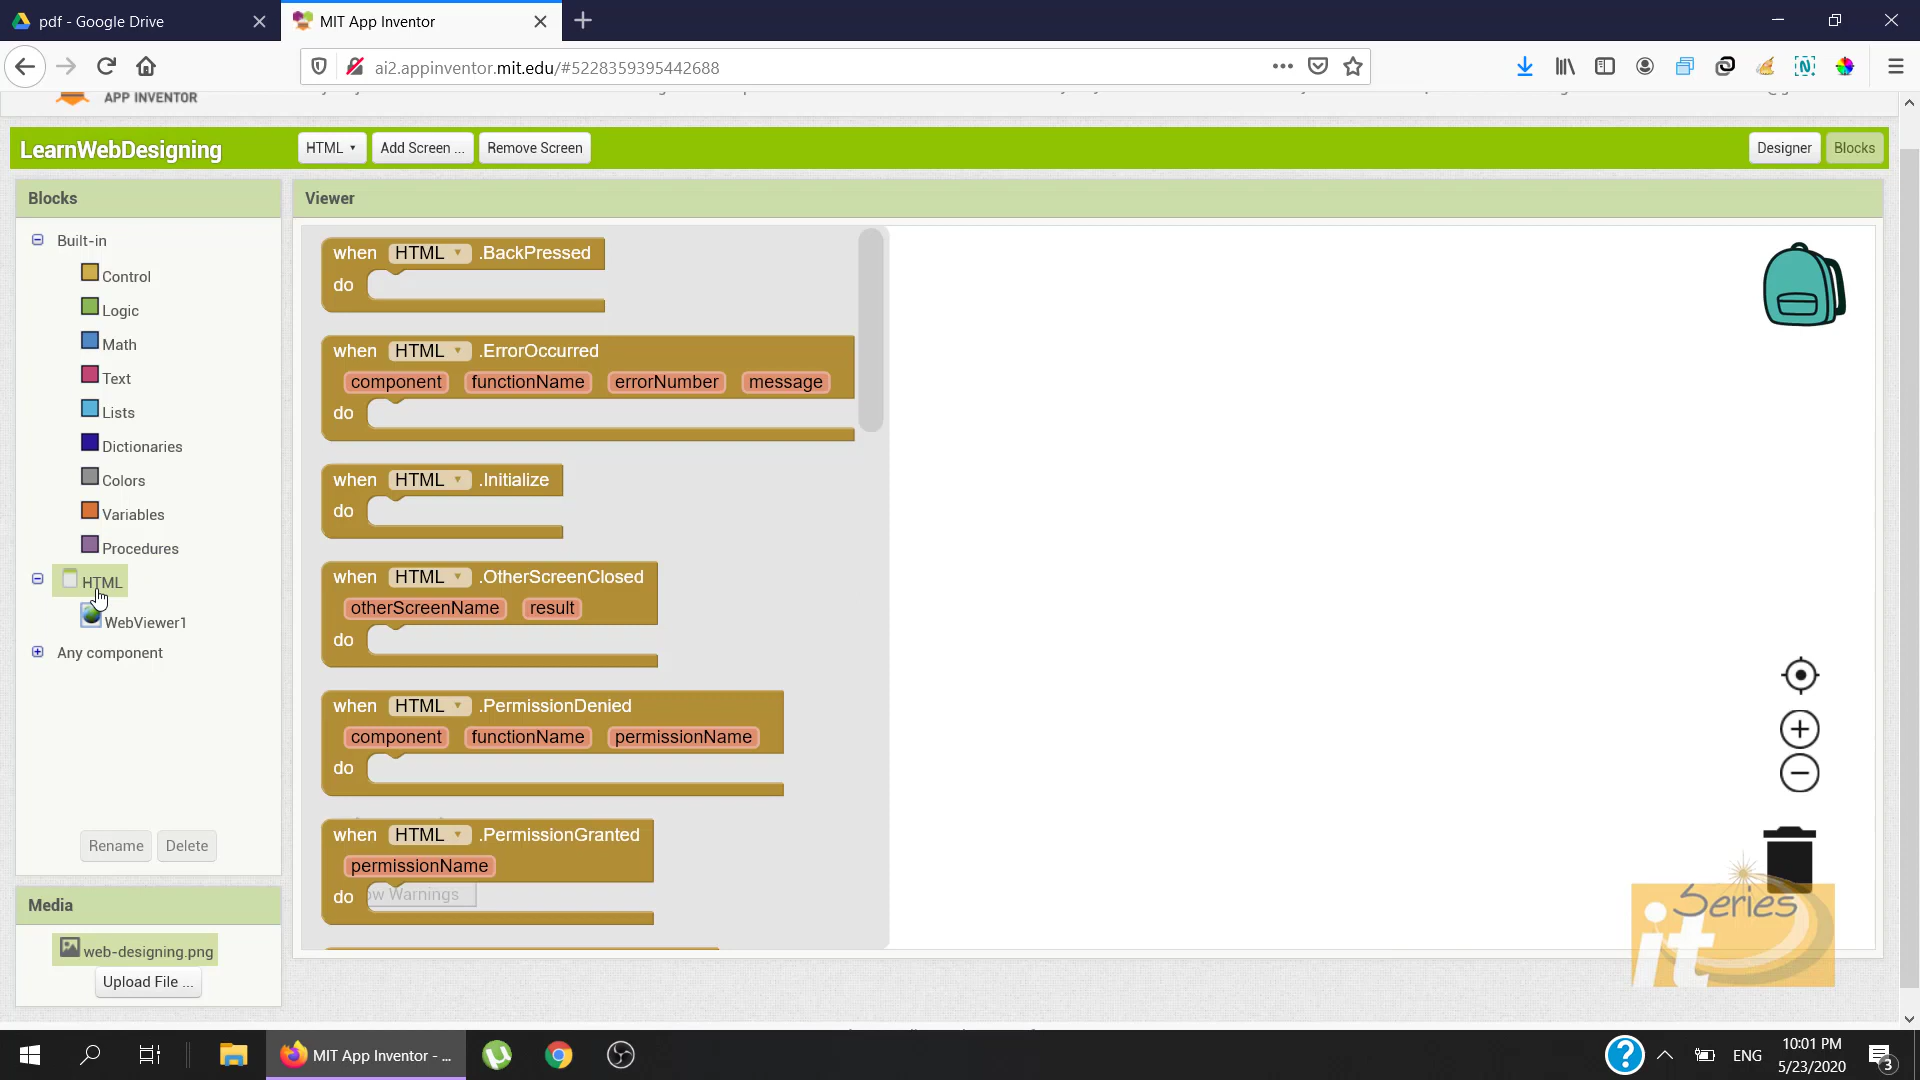 pdf - Google Drive
MIT App Inventor
ai2.appinventor.mit.edu/#5228359395442688
APP INVENTOR
LearnWebDesigning
HTML
Add Screen ...
Remove Screen
Designer
Blocks
Blocks
Viewer
Built-in
Control
Logic
Math
Text
Lists
Dictionaries
Colors
Variables
Procedures
HTML
WebViewer1
Any component
Rename
Delete
Media
web-designing.png
Upload File ...
when HTML .BackPressed
do
when HTML .ErrorOccurred
component functionName errorNumber message
do
when HTML .Initialize
do
when HTML .OtherScreenClosed
otherScreenName result
do
when HTML .PermissionDenied
component functionName permissionName
do
when HTML .PermissionGranted
permissionName
do
Warnings
Series
it
MIT App Inventor - ...
ENG
10:01 PM
5/23/2020
3